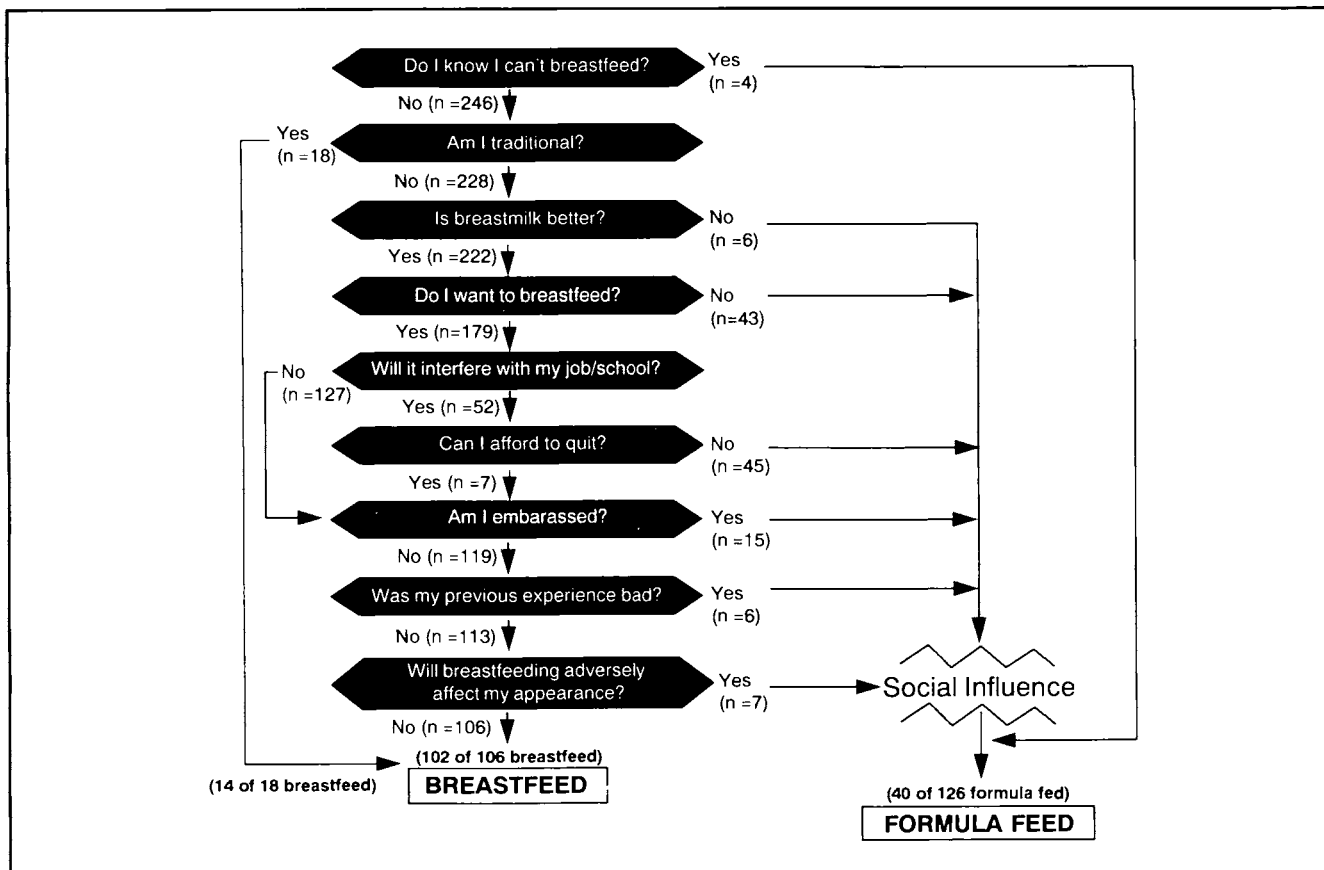 Do I know I can't breastfeed?
Yes
(n =4)
No (n =246)
Yes
(n =18)
Am I traditional?
No (n =228)
Is breastmilk better?
No
(n =6)
Yes (n =222)
Do I want to breastfeed?
No
(n=43)
Yes (n=179)
No
(n =127)
Will it interfere with my job/school?
Yes (n =52)
Can I afford to quit?
No
(n =45)
Yes (n =7)
Am I embarassed?
Yes
(n =15)
No (n =119)
Was my previous experience bad?
Yes
(n =6)
No (n =113)
Will breastfeeding adversely
affect my appearance?
Yes
(n =7)
Social Influence
No (n =106)
(102 of 106 breastfeed)
BREASTFEED
(14 of 18 breastfeed)
(40 of 126 formula fed)
FORMULA FEED